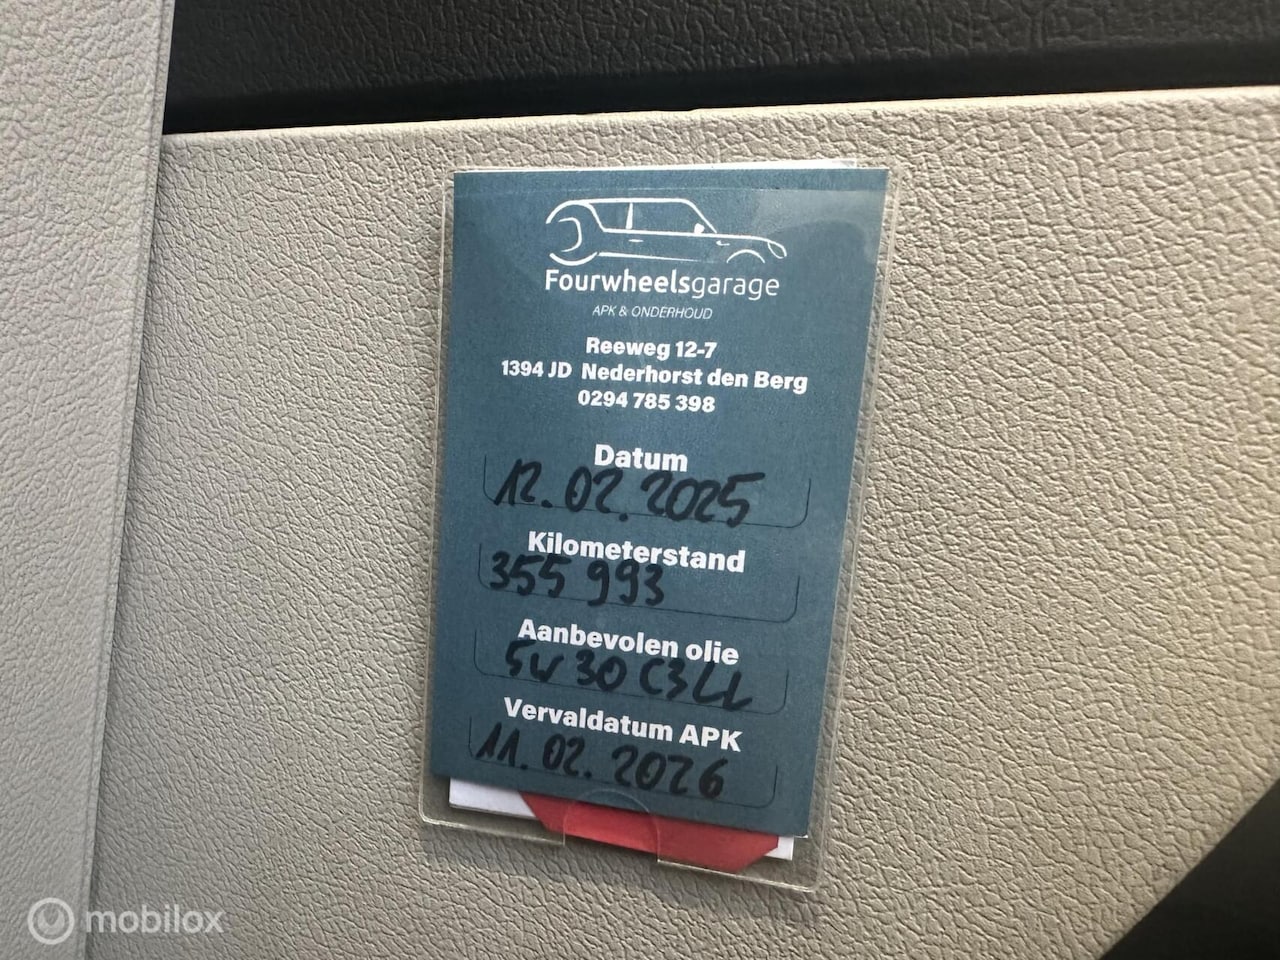 Fourwheelsgarage
APK & ONDERHOUD
Reeweg 12-7
1394 JD Nederhorst den Berg
0294 785 398
Datum
12.02.2025
Kilometerstand
355 993
Aanbevolen olie
5w 30 C3 LL
Vervaldatum APK
11.02.2026
mobilox